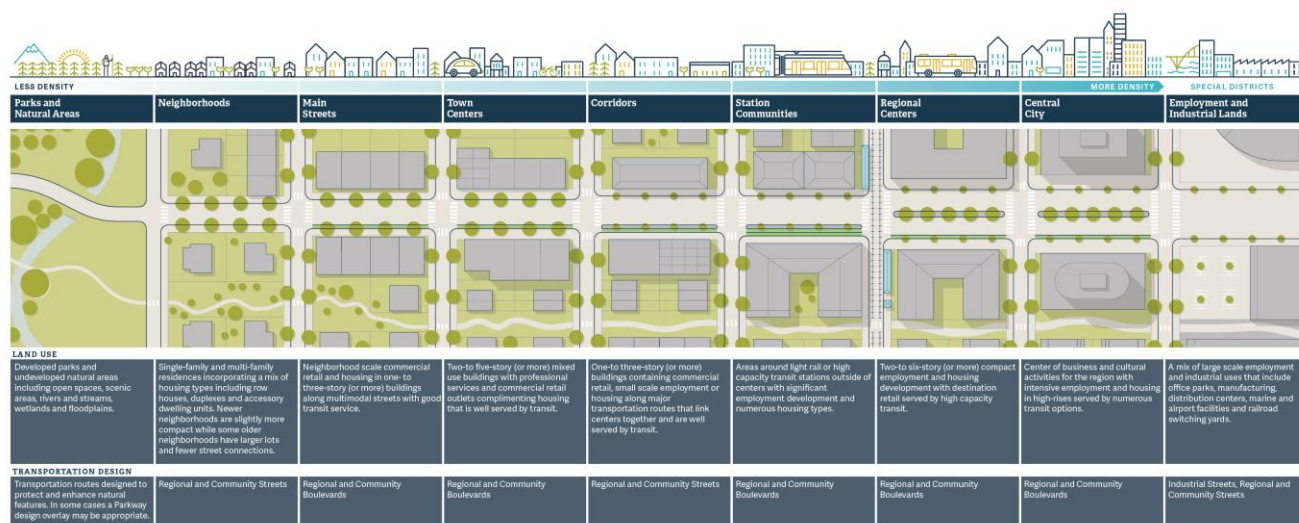 LESS DENSITY
MORE DENSITY
SPECIAL DISTRICTS
Parks and
Natural Areas
Neighborhoods
Main
Streets
Town
Centers
Corridors
Station
Communities
Regional
Centers
Central
City
Employment and
Industrial Lands
LAND USE
Developed parks and
undeveloped natural areas
including open spaces, scenic
areas, rivers and streams,
wetlands and floodplains.
Single-family and multi-family
residences incorporating a mix of
housing types including row
houses, duplexes and accessory
dwelling units. Newer
neighborhoods are slightly more
compact while some older
neighborhoods have larger lots
and fewer street connections.
Neighborhood scale commercial
retail and housing in one- to
three-story (or more) buildings
along multimodal streets with good
transit service.
Two-to five-story (or more) mixed
use buildings with professional
services and commercial retail
outlets complimenting housing
that is well served by transit.
One-to three-story (or more)
buildings containing commercial
retail, small scale employment or
housing along major
transportation routes that link
centers together and are well
served by transit.
Areas around light rail or high
capacity transit stations outside of
centers with significant
employment development and
numerous housing types.
Two-to six-story (or more) compact
employment and housing
development with destination
retail served by high capacity
transit.
Center of business and cultural
activities for the region with
intensive employment and housing
in high-rises served by numerous
transit options.
A mix of large scale employment
and industrial uses that include
office parks, manufacturing,
distribution centers, marine and
airport facilities and railroad
switching yards.
TRANSPORTATION DESIGN
Transportation routes designed to
protect and enhance natural
features. In some cases a Parkway
design overlay may be appropriate.
Regional and Community Streets
Regional and Community
Boulevards
Regional and Community
Boulevards
Regional and Community Streets
Regional and Community
Boulevards
Regional and Community
Boulevards
Regional and Community
Boulevards
Industrial Streets, Regional and
Community Streets